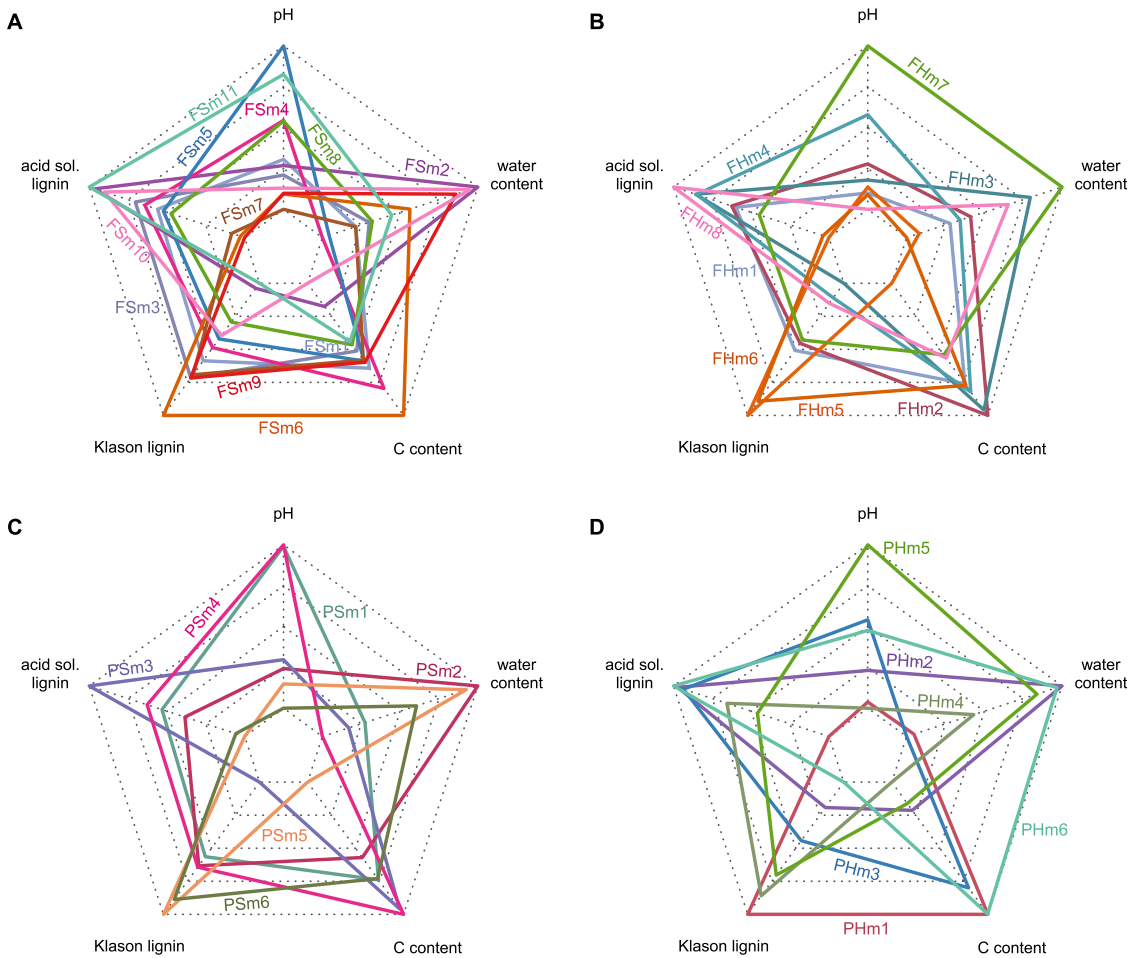 A
pH
FSm11
FSm4
FSm5
FSm8
FSm2
acid sol.
lignin
water
content
FSm7
FSm10
FSm3
FSm1
FSm9
FSm6
Klason lignin
C content
B
pH
FHm7
FHm4
FHm3
acid sol.
lignin
water
content
FHm8
FHm1
FHm6
FHm5
FHm2
Klason lignin
C content
C
pH
PSm4
PSm1
PSm3
PSm2
acid sol.
lignin
water
content
PSm5
PSm6
Klason lignin
C content
D
pH
PHm5
PHm2
acid sol.
lignin
water
content
PHm4
PHm6
PHm3
PHm1
Klason lignin
C content